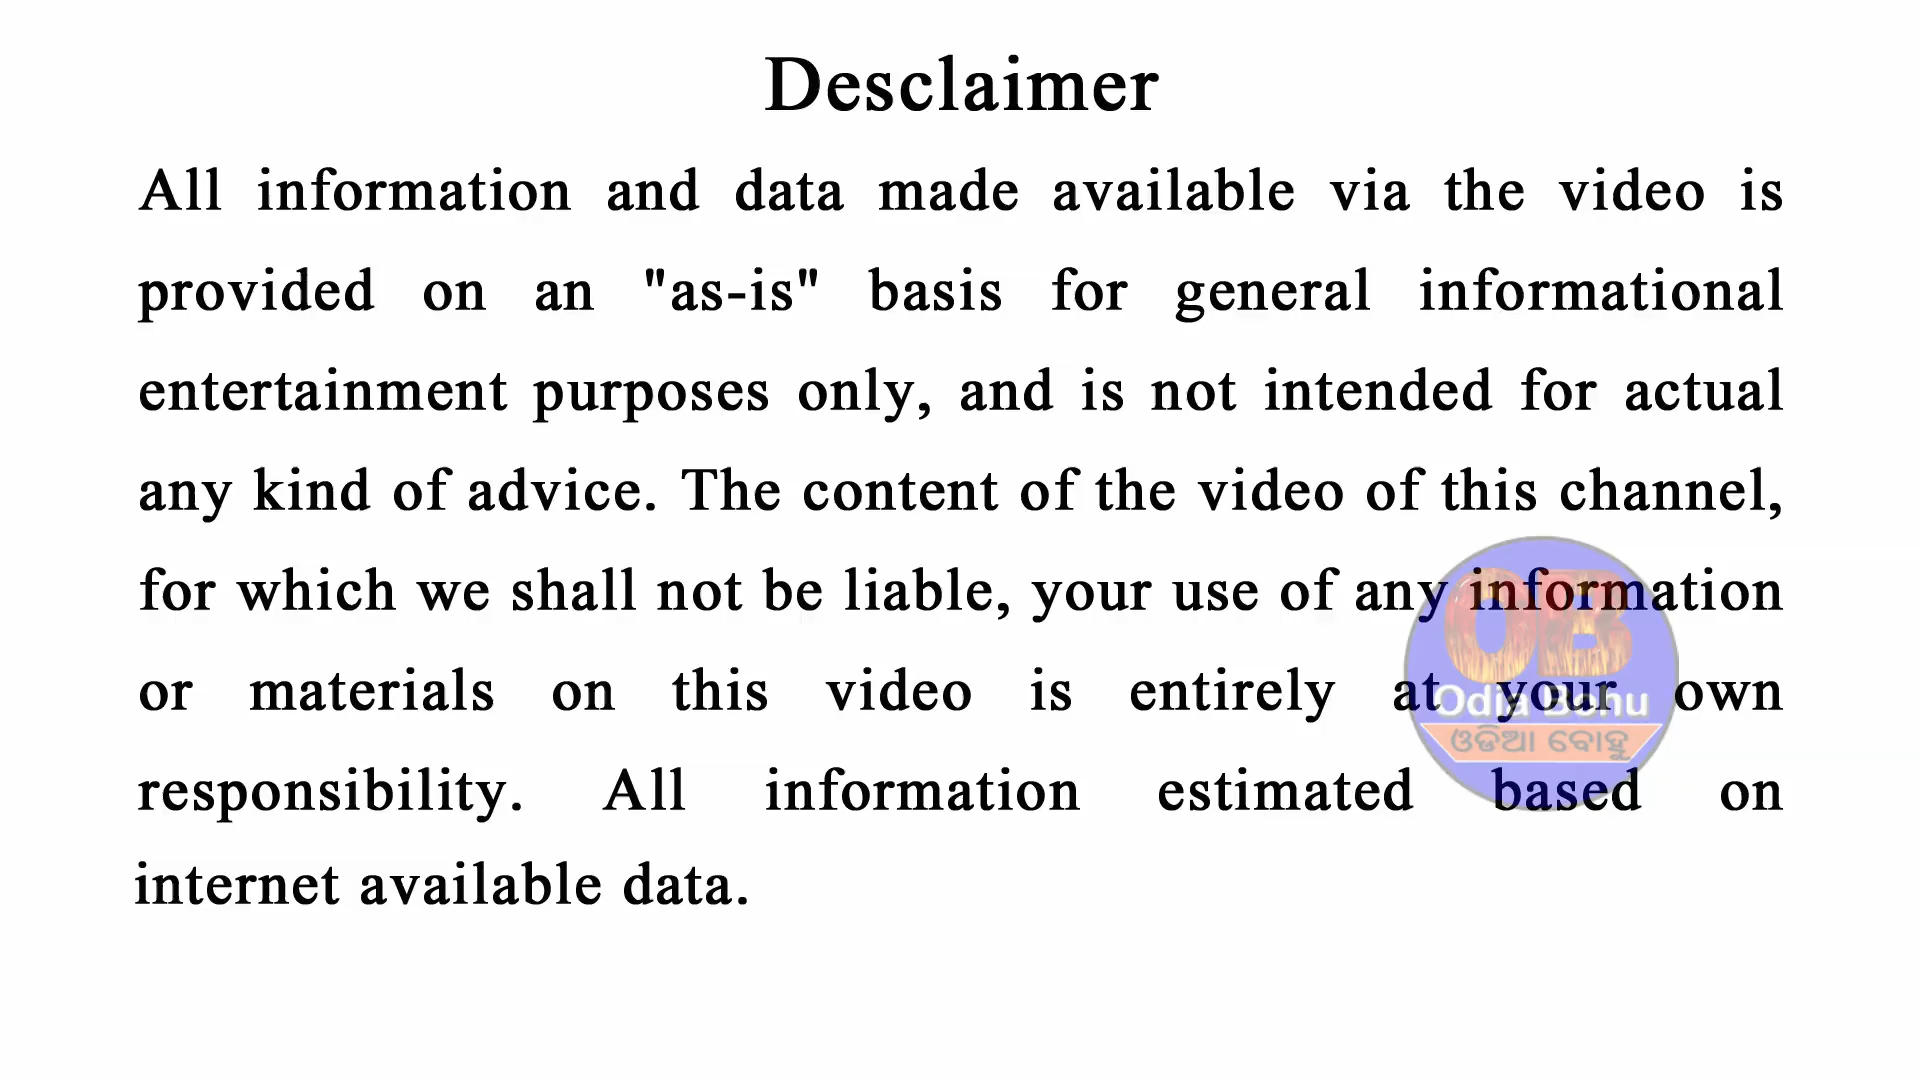 Desclaimer
All information and data made available via the video is
provided on an "as-is" basis for general informational
entertainment purposes only, and is not intended for actual
any kind of advice. The content of the video of this channel,
for which we shall not be liable, your use of any information
or materials on this video is entirely at your own
responsibility. All information estimated based on
internet available data.
OB
Odia Bohu
ଓଡିଆ ବୋହୂ